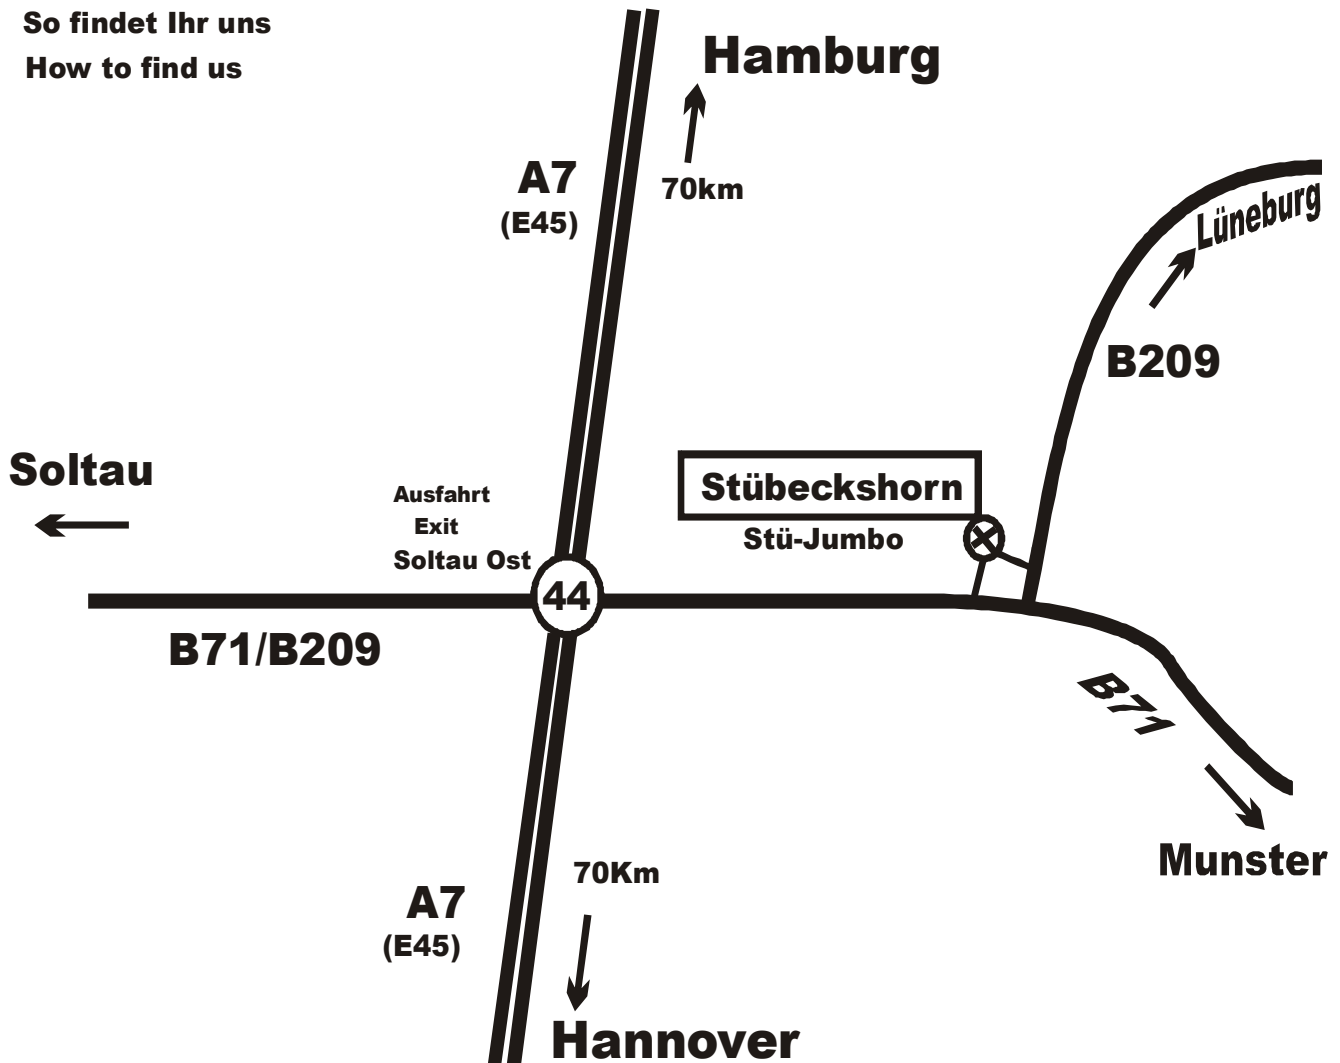 So findet Ihr uns
How to find us
Hamburg
70km
A7
(E45)
Lüneburg
B209
Soltau
Ausfahrt
Exit
Soltau Ost
44
Stübeckshorn
Stü-Jumbo
B71/B209
B71
Munster
70Km
A7
(E45)
Hannover